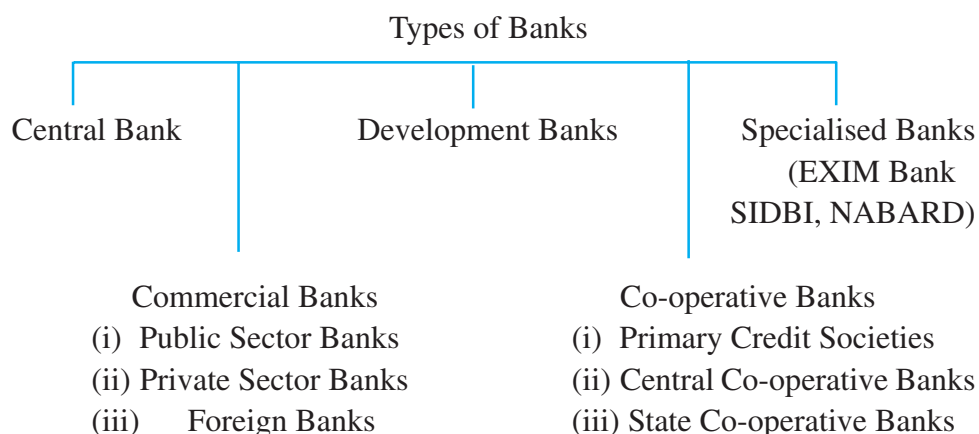 Types of Banks
Central Bank
Development Banks
Specialised Banks
(EXIM Bank
SIDBI, NABARD)
Commercial Banks
(i) Public Sector Banks
(ii) Private Sector Banks
(iii) Foreign Banks
Co-operative Banks
(i) Primary Credit Societies
(ii) Central Co-operative Banks
(iii) State Co-operative Banks